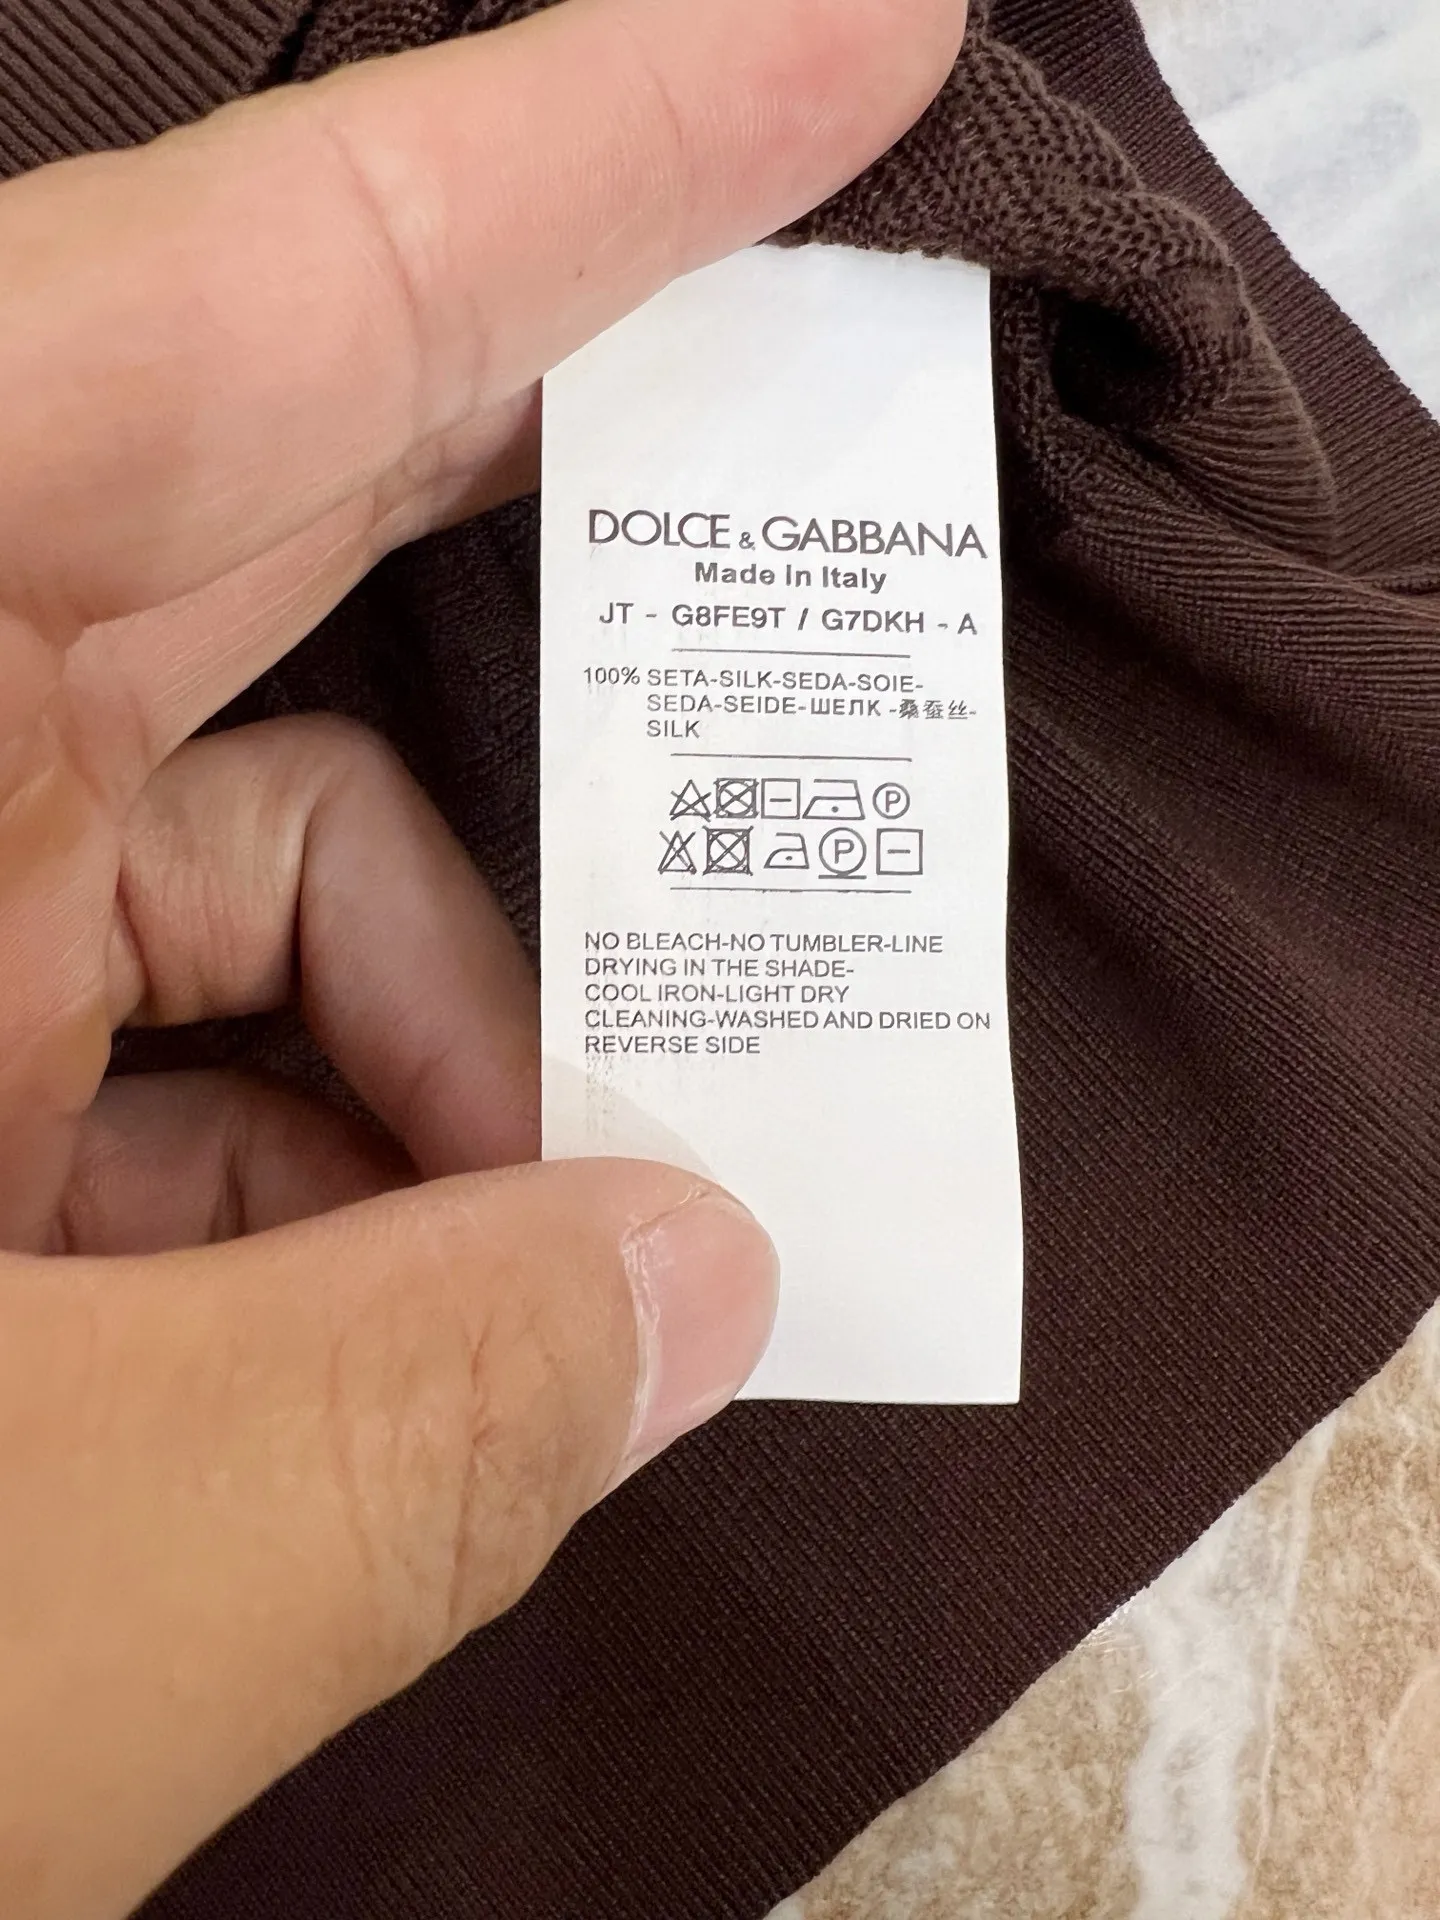 DOLCE & GABBANA
Made In Italy
JT - G8FE9T / G7DKH - A
100% SETA-SILK-SEDA-SOIE-
SEDA-SEIDE-ШЕЛК -桑蚕丝-
SILK
P
P
NO BLEACH-NO TUMBLER-LINE
DRYING IN THE SHADE-
COOL IRON-LIGHT DRY
CLEANING-WASHED AND DRIED ON
REVERSE SIDE